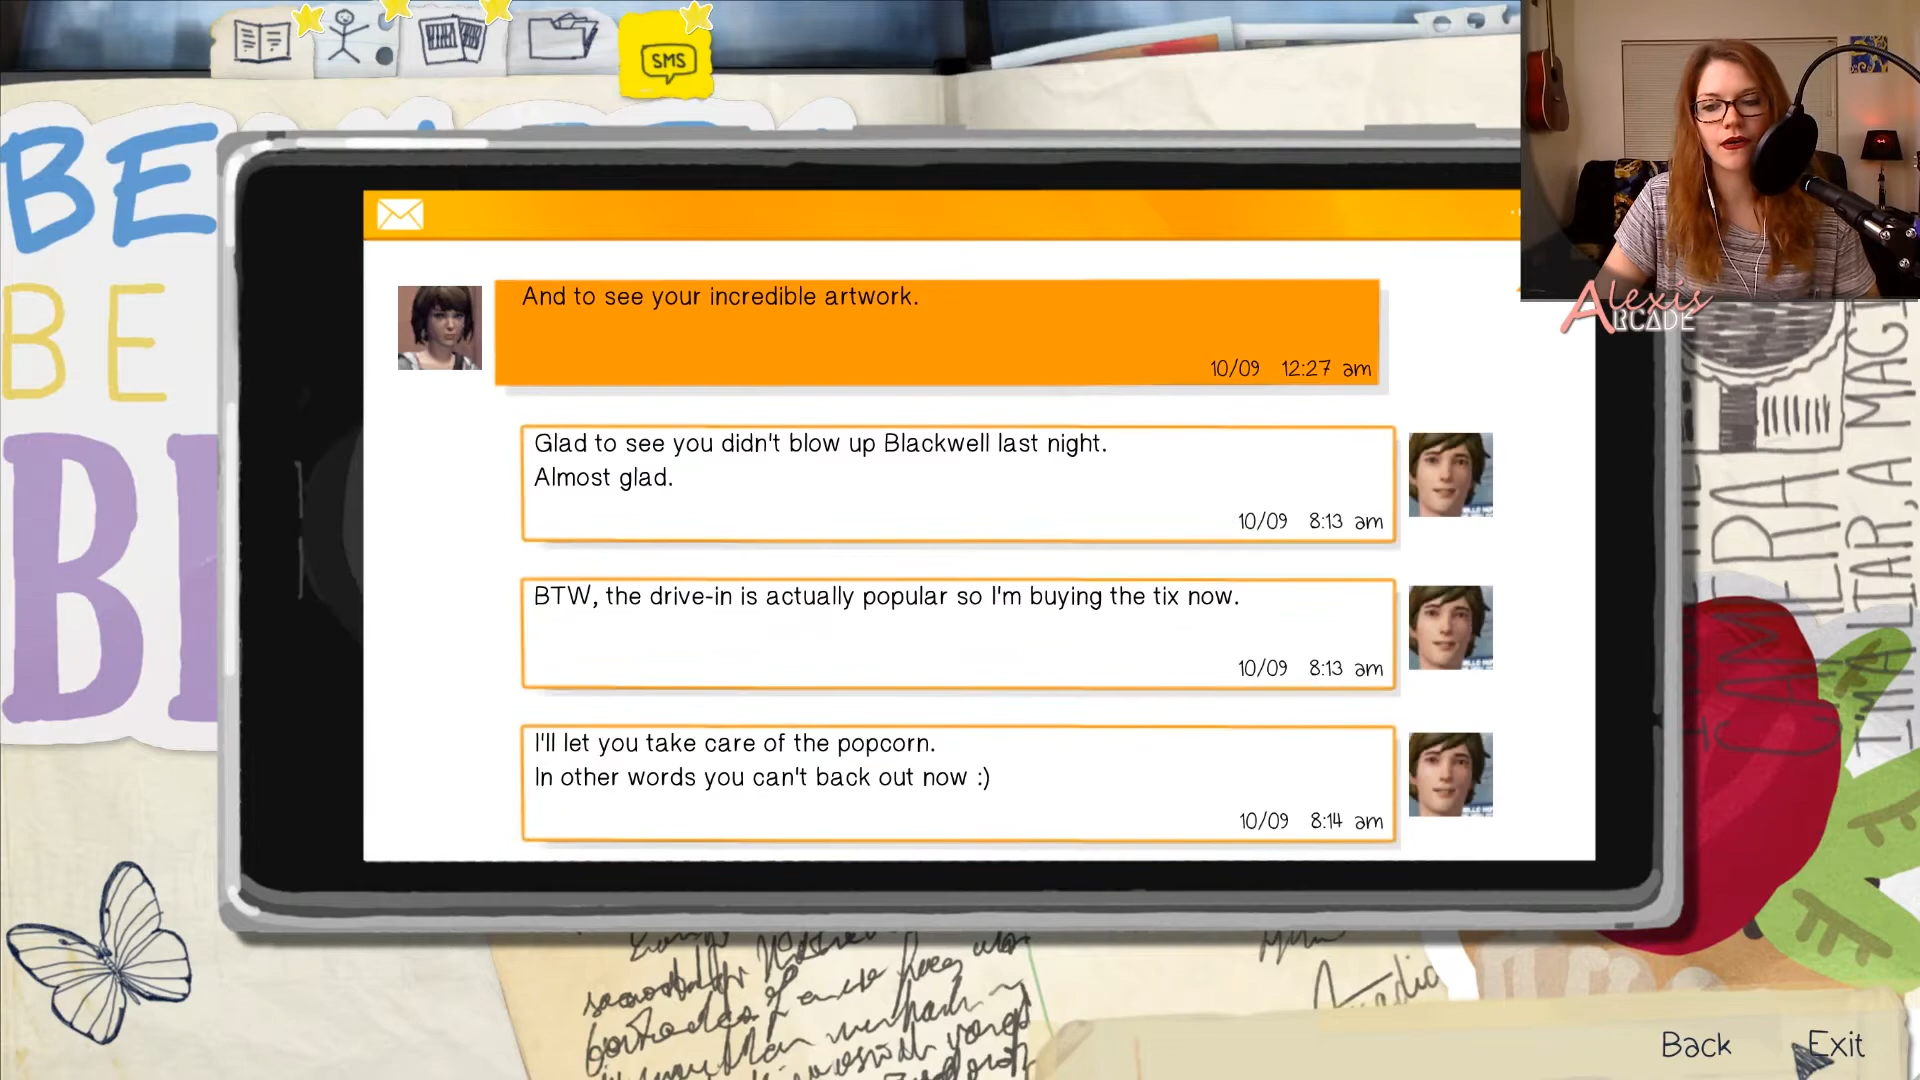 SMS
BE
BE
And to see your incredible artwork.
10/09 12:27 am
Glad to see you didn't blow up Blackwell last night.
Almost glad.
10/09 8:13 am
BTW, the drive-in is actually popular so I'm buying the tix now.
10/09 8:13 am
I'll let you take care of the popcorn.
In other words you can't back out now :)
10/09 8:14 am
Alexis
ARCADE
CAMERA
I'M A LIAR, A MAGI
Back
Exit